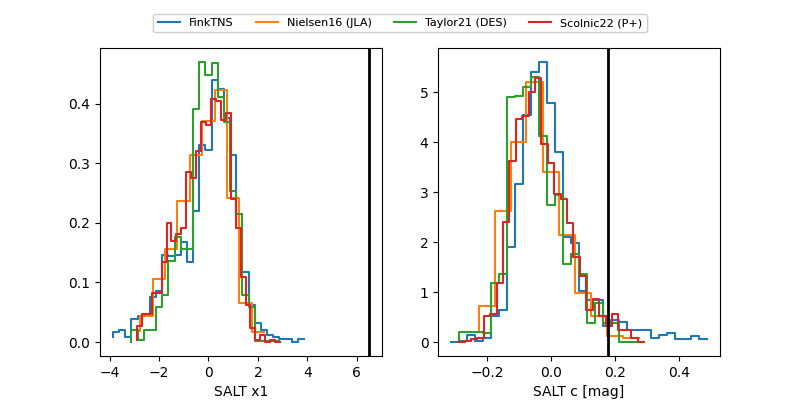 FinkTNS Nielsen16 (JLA) Taylor21 (DES) Scolnic22 (P+)
0.4
0.3
0.2
0.1
0.0
−4 −2 0 2 4 6
SALT x1
5
4
3
2
1
0
−0.2 0.0 0.2 0.4
SALT c [mag]